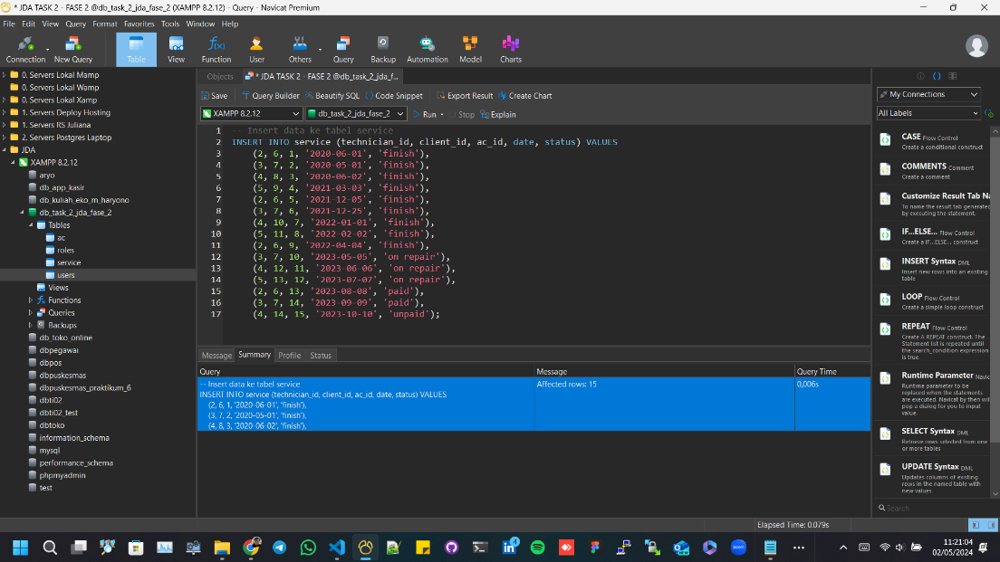 * JDA TASK 2 - FASE 2 @db_task_2_jda_fase_2 (XAMPP 8.2.12) - Query - Navicat Premium
File Edit View Query Format Favorites Tools Window Help
Connection New Query Table View Function User Others Query Backup Automation Model Charts
0. Servers Lokal Mamp
0. Servers Lokal Wamp
0. Servers Lokal Xamp
1. Servers Deploy Hosting
1. Servers RS Juliana
2. Servers Postgres Laptop
JDA
XAMPP 8.2.12
aryo
db_app_kasir
db_kuliah_eko_m_haryono
db_task_2_jda_fase_2
Tables
ac
roles
service
users
Views
Functions
Queries
Backups
db_toko_online
dbpegawai
dbpos
dbpuskesmas
dbpuskesmas_praktikum_6
dbti02
dbti02_test
dbtoko
information_schema
mysql
performance_schema
phpmyadmin
test
Objects * JDA TASK 2 - FASE 2 @db_task_2_jda_f...
Save Query Builder Beautify SQL Code Snippet Export Result Create Chart
XAMPP 8.2.12 db_task_2_jda_fase_2 Run Stop Explain
1 -- Insert data ke tabel service
2 INSERT INTO service (technician_id, client_id, ac_id, date, status) VALUES
3 (2, 6, 1, '2020-06-01', 'finish'),
4 (3, 7, 2, '2020-05-01', 'finish'),
5 (4, 8, 3, '2020-06-02', 'finish'),
6 (5, 9, 4, '2021-03-03', 'finish'),
7 (2, 6, 5, '2021-12-05', 'finish'),
8 (3, 7, 6, '2021-12-25', 'finish'),
9 (4, 10, 7, '2022-01-01', 'finish'),
10 (5, 11, 8, '2022-02-02', 'finish'),
11 (2, 6, 9, '2022-04-04', 'finish'),
12 (3, 7, 10, '2023-05-05', 'on repair'),
13 (4, 12, 11, '2023-06-06', 'on repair'),
14 (5, 13, 12, '2023-07-07', 'on repair'),
15 (2, 6, 13, '2023-08-08', 'paid'),
16 (3, 7, 14, '2023-09-09', 'paid'),
17 (4, 14, 15, '2023-10-10', 'unpaid');
Message Summary Profile Status
Query Message Query Time
-- Insert data ke tabel service Affected rows: 15 0,006s
INSERT INTO service (technician_id, client_id, ac_id, date, status) VALUES
(2, 6, 1, '2020-06-01', 'finish'),
(3, 7, 2, '2020-05-01', 'finish'),
(4, 8, 3, '2020-06-02', 'finish'),
My Connections
All Labels
CASE Flow Control
Create a conditional construct
COMMENTS Comment
Create a comment
Customize Result Tab Na
To name the result tab generated
by executing the statement.
IF...ELSE... Flow Control
Create a IF...ELSE... construct
INSERT Syntax DML
Insert new rows into an existing
table
LOOP Flow Control
Create a simple loop construct
REPEAT Flow Control
Create A REPEAT construct. The
Statement list is repeated until
the search_condition expression
is true.
Runtime Parameter Navic
Runtime parameter to be
replaced when the statements
are executed. Navicat by then wil
pop a dialog for you to input
value.
SELECT Syntax DML
Retrieve rows selected from one
or more tables
UPDATE Syntax DML
Updates columns of existing
rows in the named table with
new values
Search
Elapsed Time: 0.079s
4
zoom
11:21:04
02/05/2024